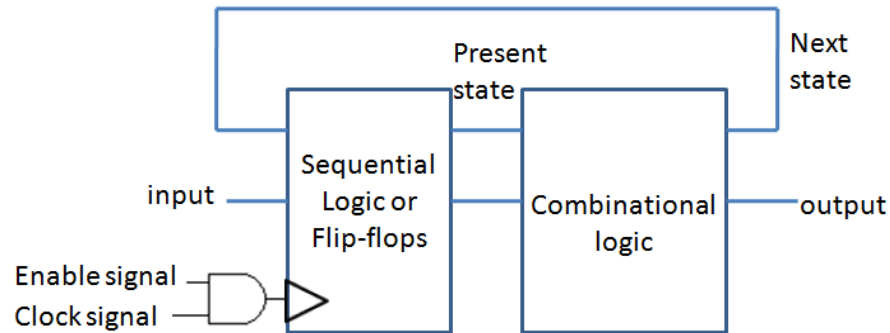 Present
state
Next
state
Sequential
Logic or
Flip-flops
input
Combinational
logic
output
Enable signal
Clock signal